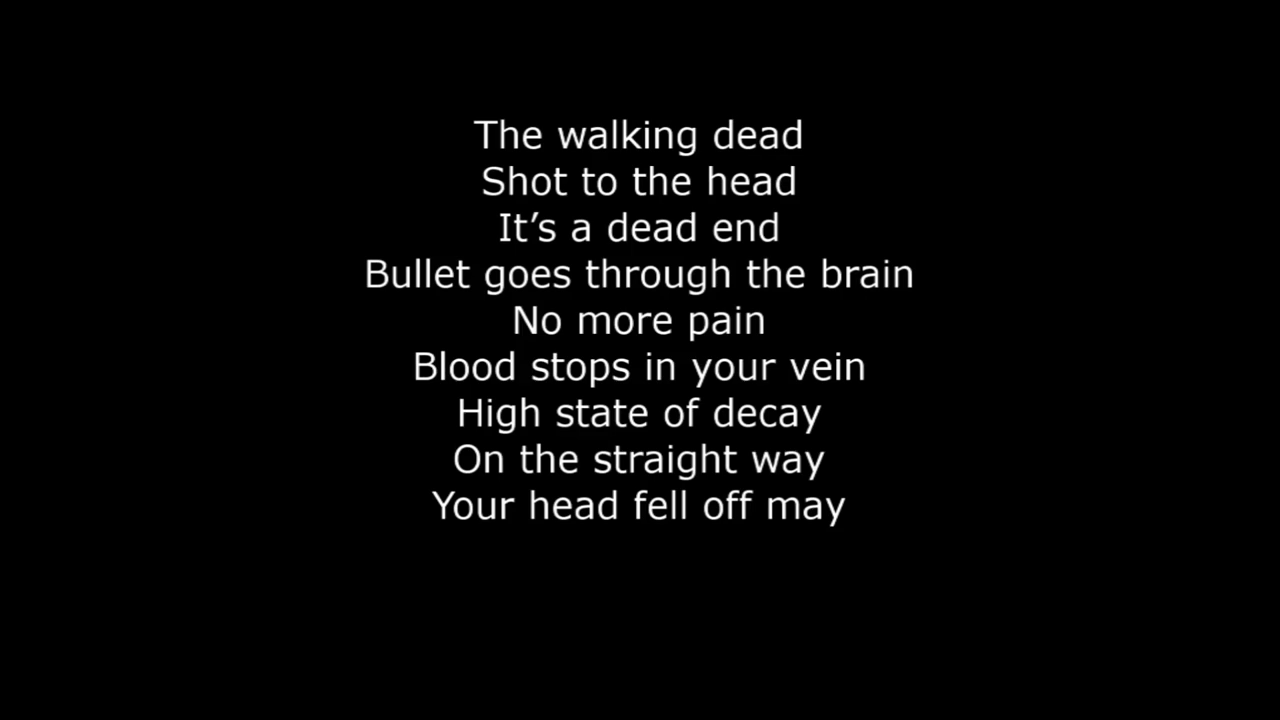 The walking dead
Shot to the head
It’s a dead end
Bullet goes through the brain
No more pain
Blood stops in your vein
High state of decay
On the straight way
Your head fell off may